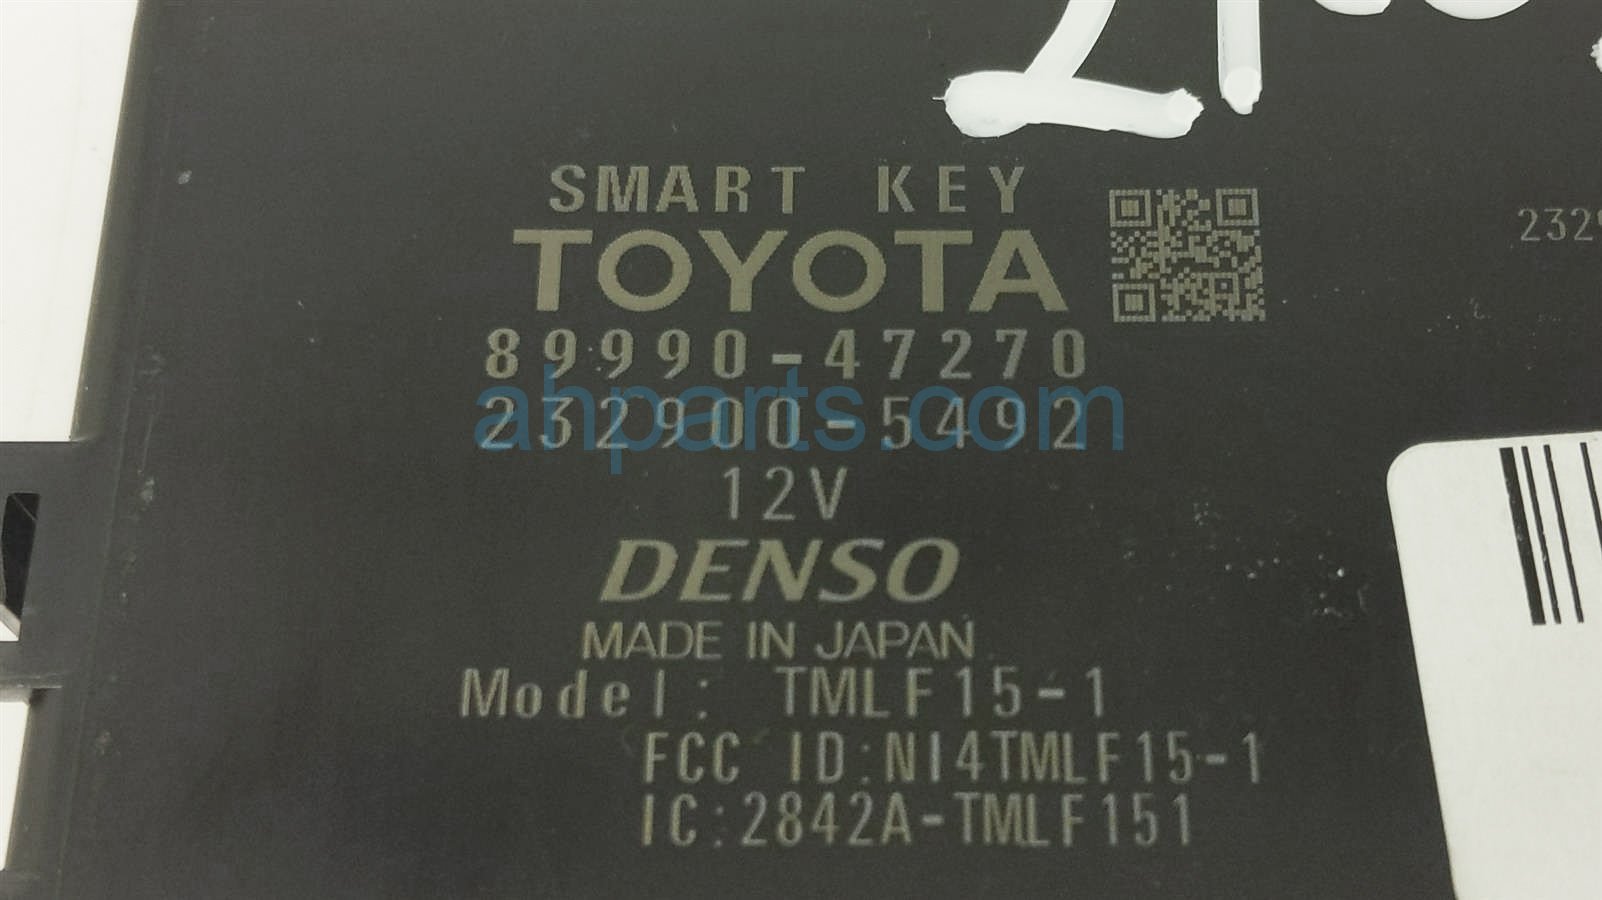 SMART KEY
TOYOTA
89990-47270
232900-5492
ahparts.com
12V
DENSO
MADE IN JAPAN
Model: TMLF15-1
FCC ID:NI4TMLF15-1
IC:2842A-TMLF151